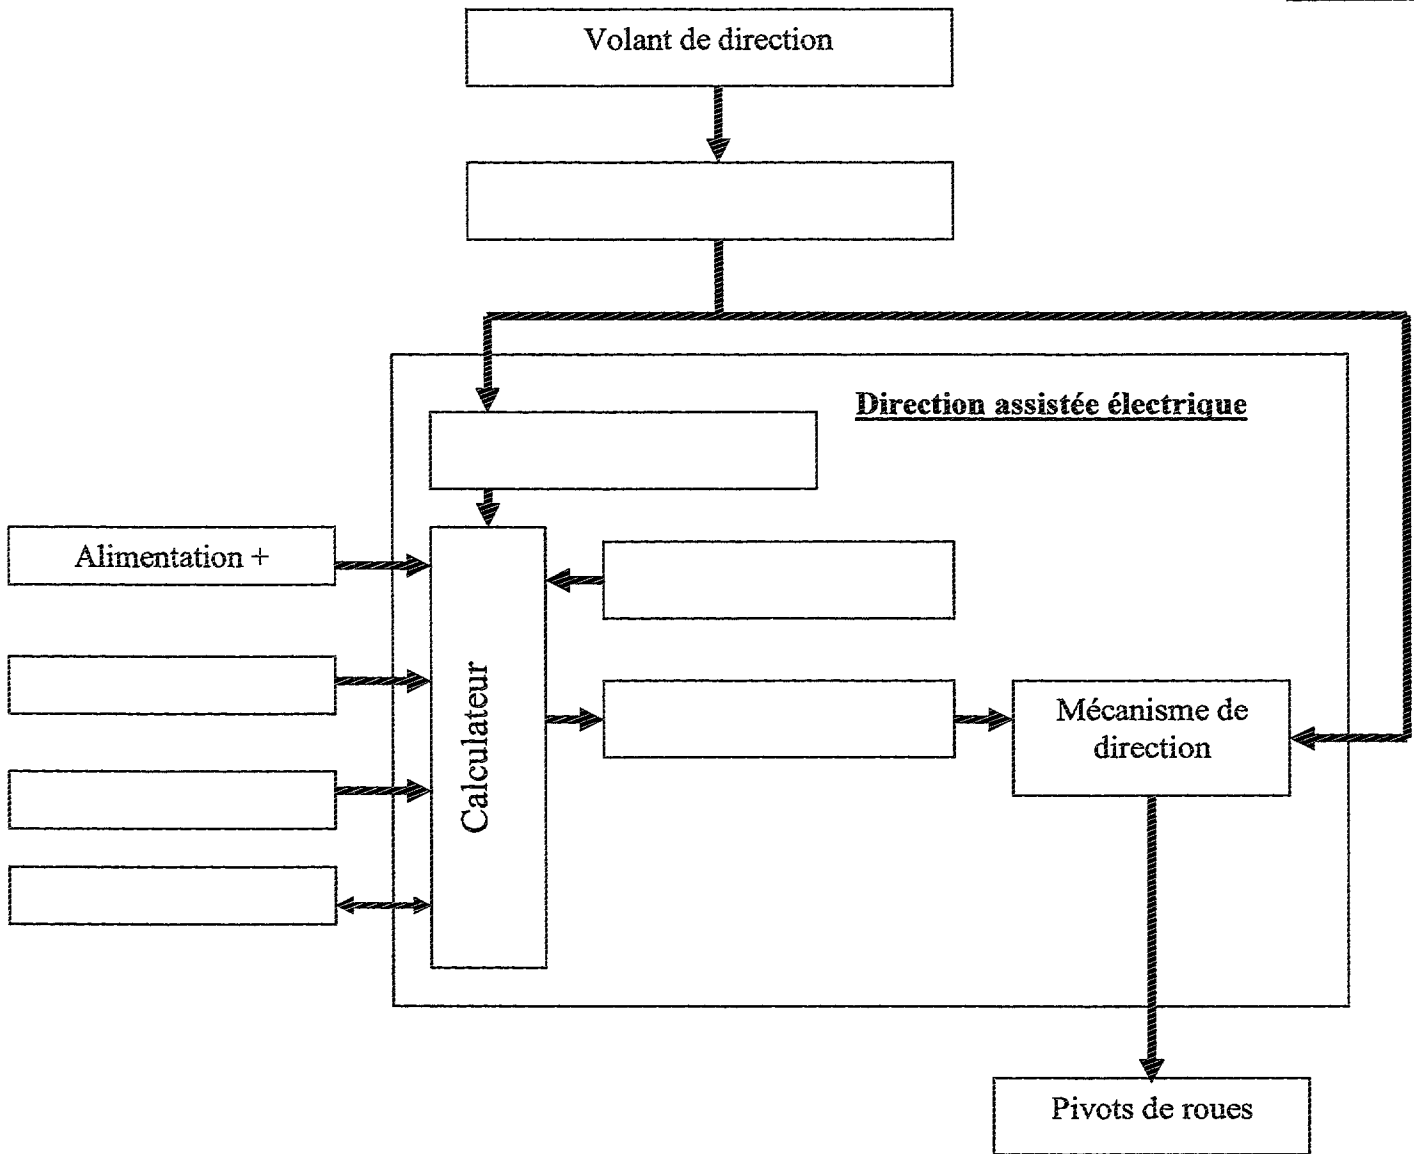 Volant de direction
Direction assistée électrique
Alimentation +
Calculateur
Mécanisme de
direction
Pivots de roues